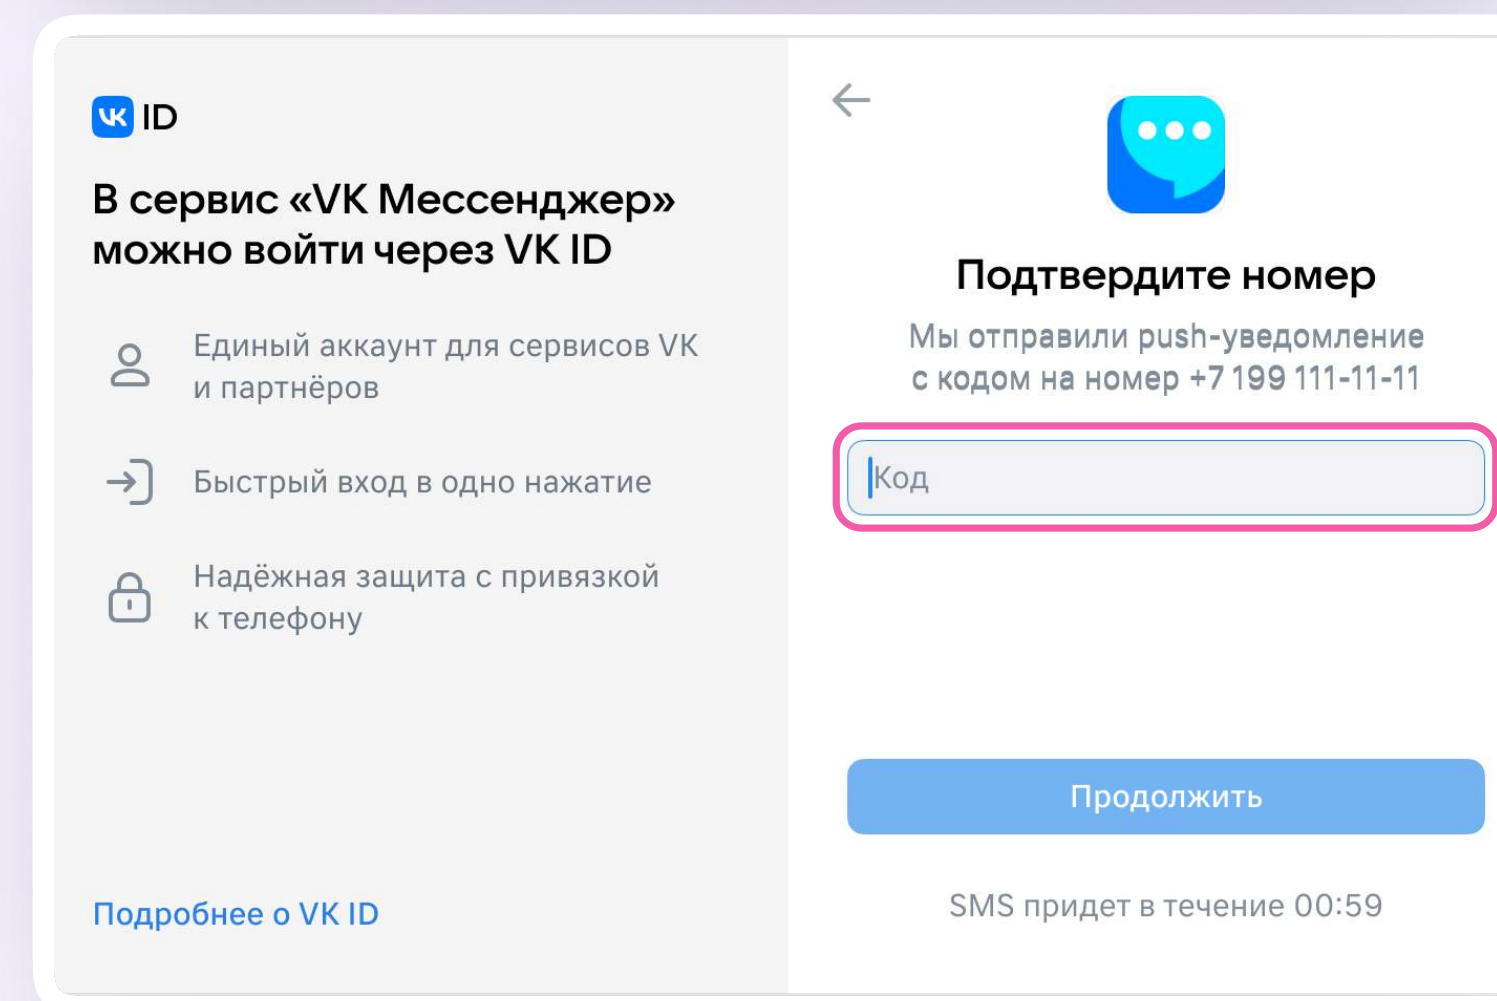 VK ID
В сервис «VK Мессенджер»
можно войти через VK ID
Единый аккаунт для сервисов VK
и партнёров
Быстрый вход в одно нажатие
Надёжная защита с привязкой
к телефону
Подробнее о VK ID
Подтвердите номер
Мы отправили push-уведомление
с кодом на номер +7 199 111-11-11
Код
Продолжить
SMS придет в течение 00:59